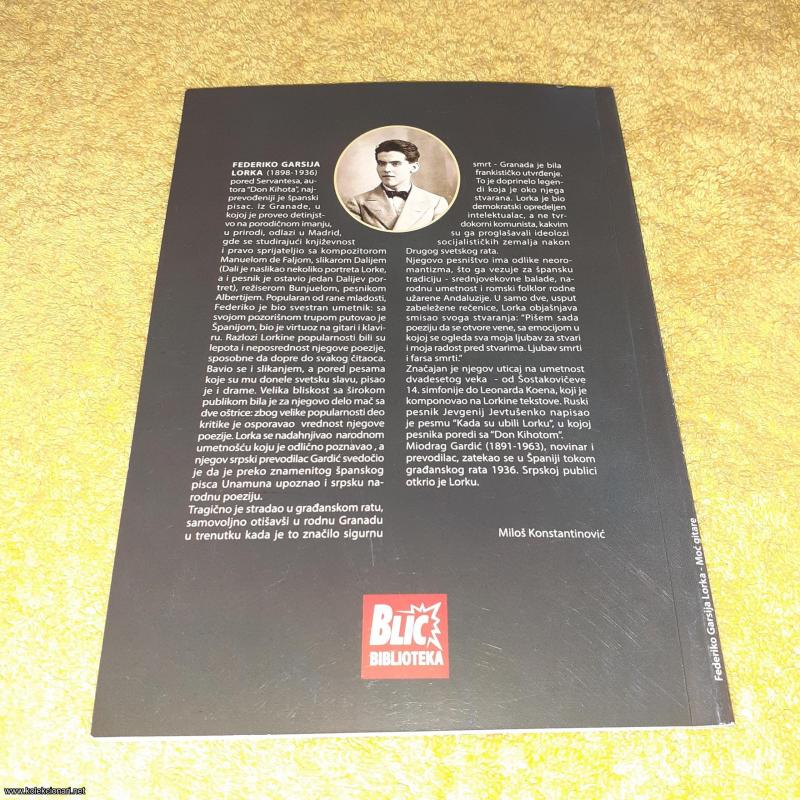 FEDERIKO GARSIJA
LORKA (1898-1936)
pored Servantesa, au-
tora "Don Kihota", naj-
prevođeniji je španski
pisac. Iz Granade, u
kojoj je proveo detinjst-
vo na porodičnom imanju,
u prirodi, odlazi u Madrid,
gde se studirajući književnost
i pravo sprijateljio sa kompozitorom
Manuelom de Faljom, slikarom Dalijem
(Dali je naslikao nekoliko portreta Lorke,
a i pesnik je ostavio jedan Dalijev por-
tret), režiserom Bunjuelom, pesnikom
Albertijem. Popularan od rane mladosti,
Federiko je bio svestran umetnik: sa
svojom pozorišnom trupom putovao je
Španijom, bio je virtuoz na gitari i klavi-
ru. Razlozi Lorkine popularnosti bili su
lepota i neposrednost njegove poezije,
sposobne da dopre do svakog čitaoca.
Bavio se i slikanjem, a pored pesama
koje su mu donele svetsku slavu, pisao
je i drame. Velika bliskost sa širokom
publikom bila je za njegovo delo mač sa
dve oštrice: zbog velike popularnosti deo
kritike je osporavao vrednost njegove
poezije. Lorka se nadahnjivao narodnom
umetnošću koju je odlično poznavao , a
njegov srpski prevodilac Gardić svedočio
je da je preko znamenitog španskog
pisca Unamuna upoznao i srpsku na-
rodnu poeziju.
Tragično je stradao u građanskom ratu,
samovoljno otišavši u rodnu Granadu
u trenutku kada je to značilo sigurnu
smrt - Granada je bila
frankističko utvrđenje.
To je doprinelo legen-
di koja je oko njega
stvarana. Lorka je bio
demokratski opredeljen
intelektualac, a ne tvr-
dokorni komunista, kakvim
su ga proglašavali ideolozi
socijalističkih zemalja nakon
Drugog svetskog rata.
Njegovo pesništvo ima odlike neoro-
mantizma, što ga vezuje za špansku
tradiciju - srednjovekovne balade, na-
rodnu umetnost i romski folklor rodne
užarene Andaluzije. U samo dve, usput
zabeležene rečenice, Lorka objašnjava
smisao svoga stvaranja: "Pišem sada
poeziju da se otvore vene, sa emocijom u
kojoj se ogleda sva moja ljubav za stvari
i moja radost pred stvarima. Ljubav smrti
i farsa smrti."
Značajan je njegov uticaj na umetnost
dvadesetog veka - od Šostakovičeve
14. simfonije do Leonarda Koena, koji je
komponovao na Lorkine tekstove. Ruski
pesnik Jevgenij Jevtušenko napisao
je pesmu "Kada su ubili Lorku", u kojoj
pesnika poredi sa "Don Kihotom".
Miodrag Gardić (1891-1963), novinar i
prevodilac, zatekao se u Španiji tokom
građanskog rata 1936. Srpskoj publici
otkrio je Lorku.
Miloš Konstantinović
BLIC
BIBLIOTEKA
Federiko Garsija Lorka - Moć gitare
www.kolekcionari.net